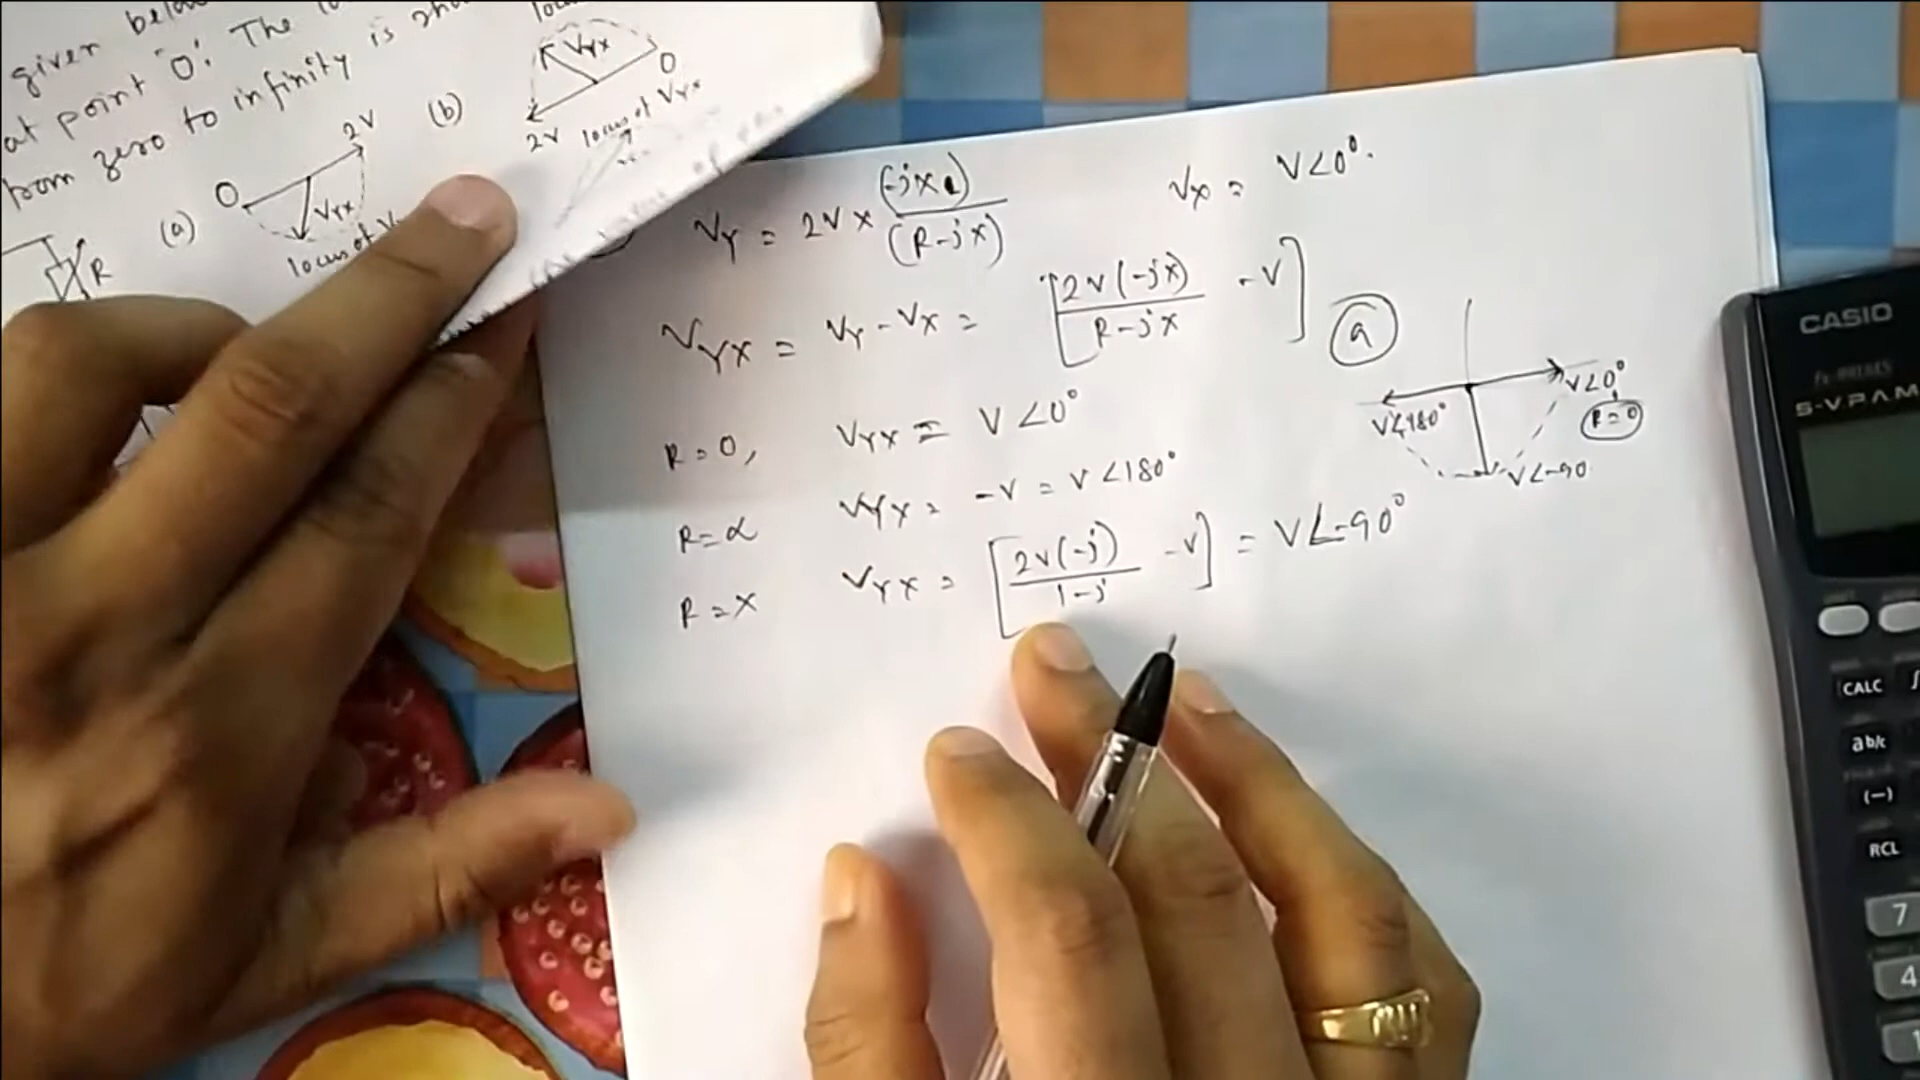 given below
at point 'O'. The
from zero to infinity is
(a) O 2V VYX
locus of V
R
(b) VYX O 2V
locus of VYX
VY = 2V × (-jX) / (R-jX)
VX = V∠0°.
VYX = VY - VX = [2V(-jX) / R-jX - V]
R = 0, VYX = V∠0°
R = α VYX = -V = V∠180°
R = X VYX = [2V(-j) / 1-j - V] = V∠-90°
(a)
V∠0°
R=0
V∠180°
V∠-90
CASIO
S-V.P.A.M
CALC
ab/c
(−)
RCL
7
4
1